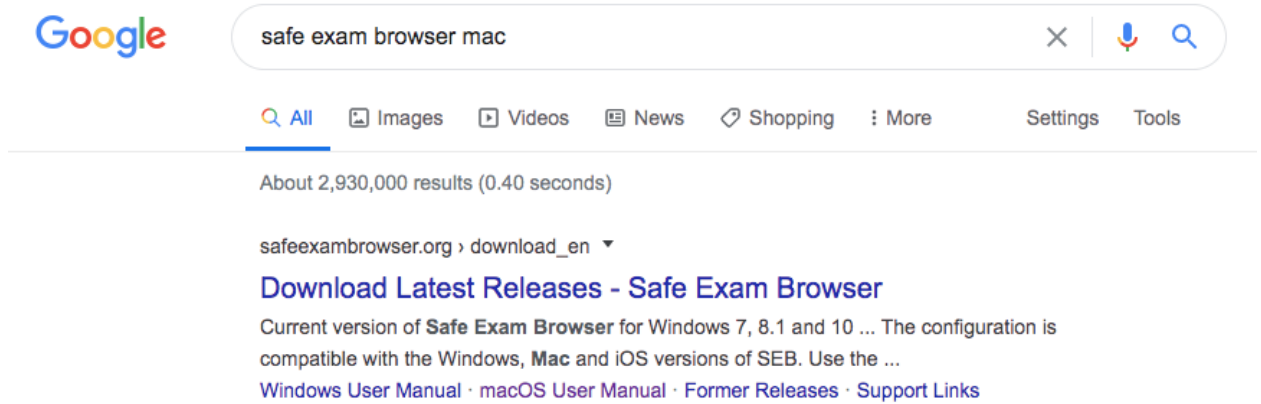 Google
safe exam browser mac
All Images Videos News Shopping More Settings Tools
About 2,930,000 results (0.40 seconds)
safeexambrowser.org › download_en
Download Latest Releases - Safe Exam Browser
Current version of Safe Exam Browser for Windows 7, 8.1 and 10 ... The configuration is
compatible with the Windows, Mac and iOS versions of SEB. Use the ...
Windows User Manual · macOS User Manual · Former Releases · Support Links